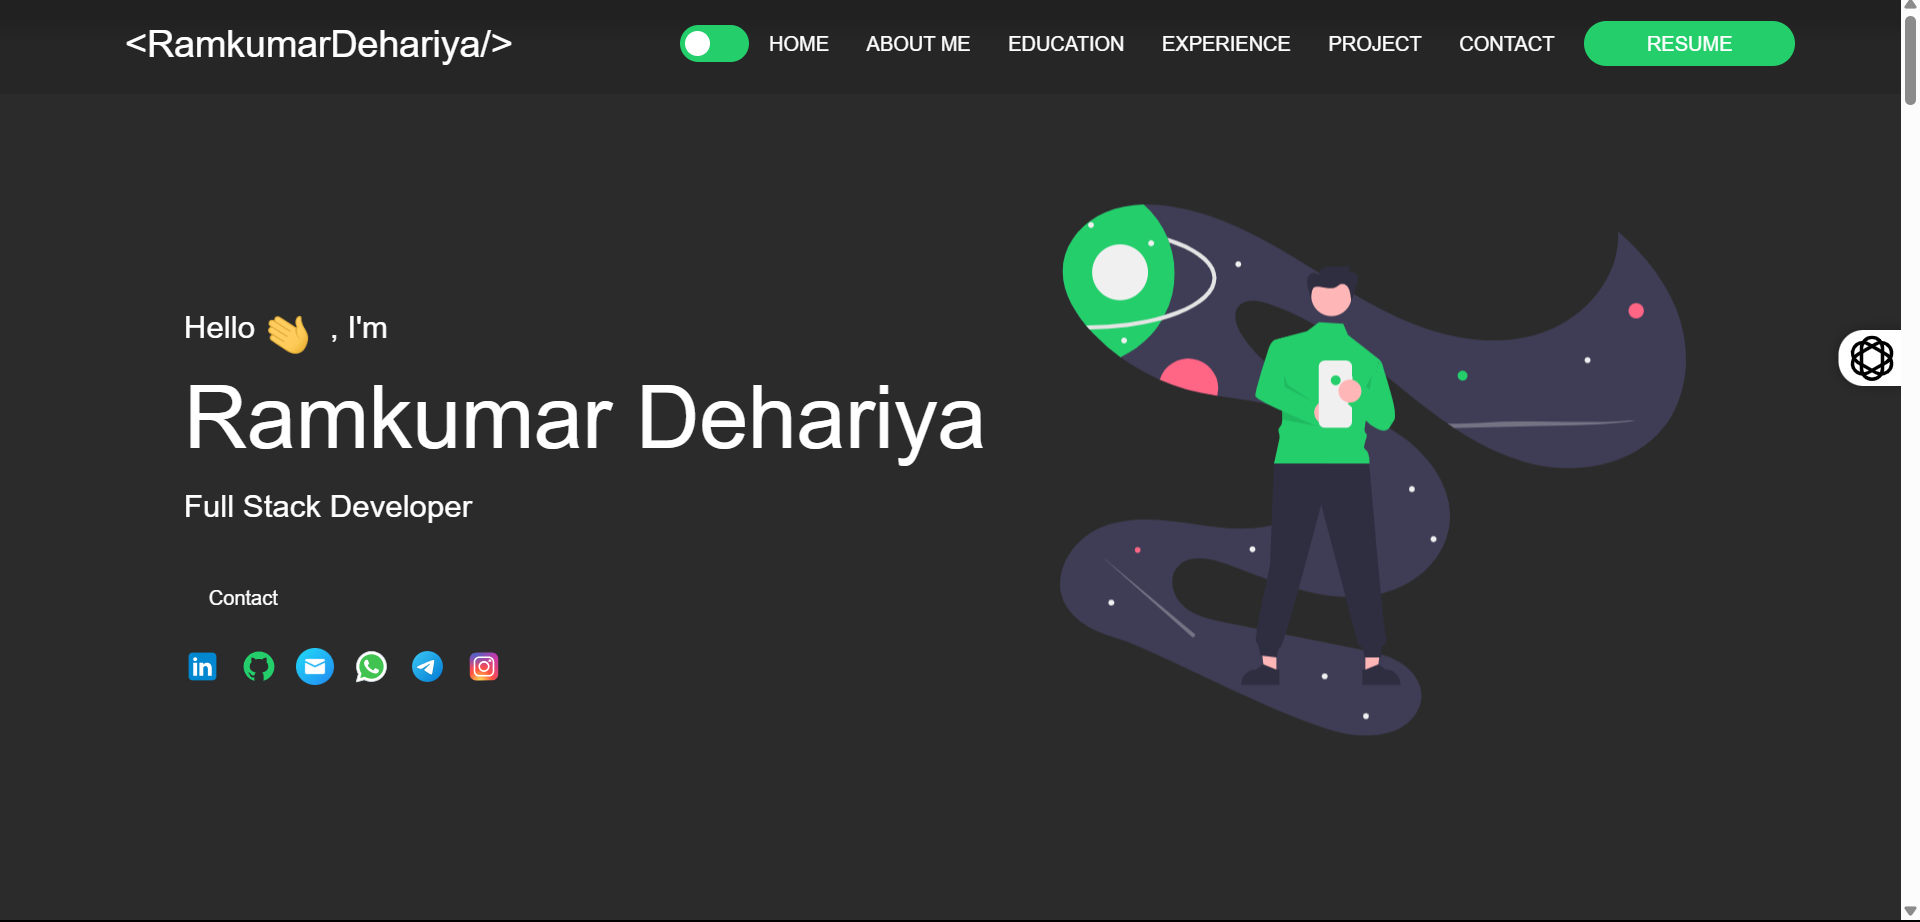 <RamkumarDehariya/> HOME ABOUT ME EDUCATION EXPERIENCE PROJECT CONTACT RESUME
Hello 👋 , I'm
Ramkumar Dehariya
Full Stack Developer
Contact
in